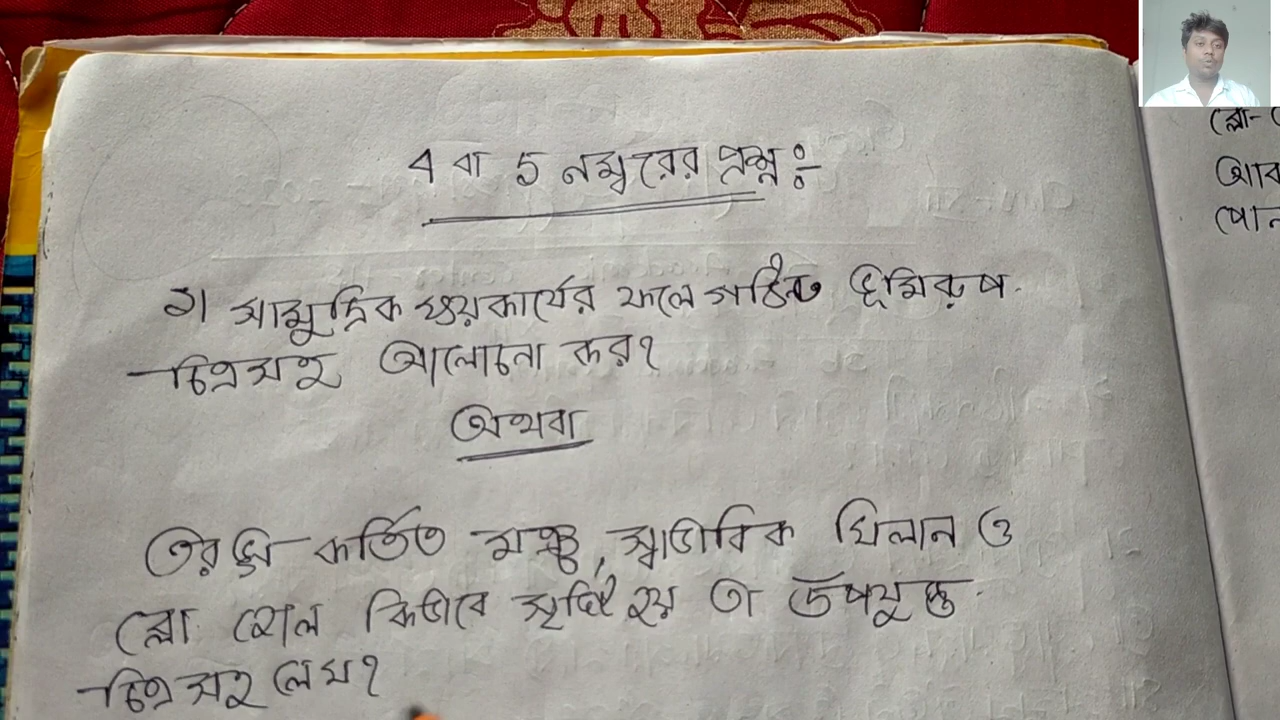 4 বা 5 নম্বরের প্রশ্ন ঃ-
১। সামুদ্রিক ক্ষয়কার্যের ফলে গঠিত ভূমিরুপ
চিত্রসহ আলোচনা কর?
অথবা
তরঙ্গ কর্তিত মঞ্চ, স্বাভাবিক খিলান ও
ব্লো হোল কিভাবে সৃষ্টি হয় তা উপযুক্ত
চিত্রসহ লেখ?
ব্লো-